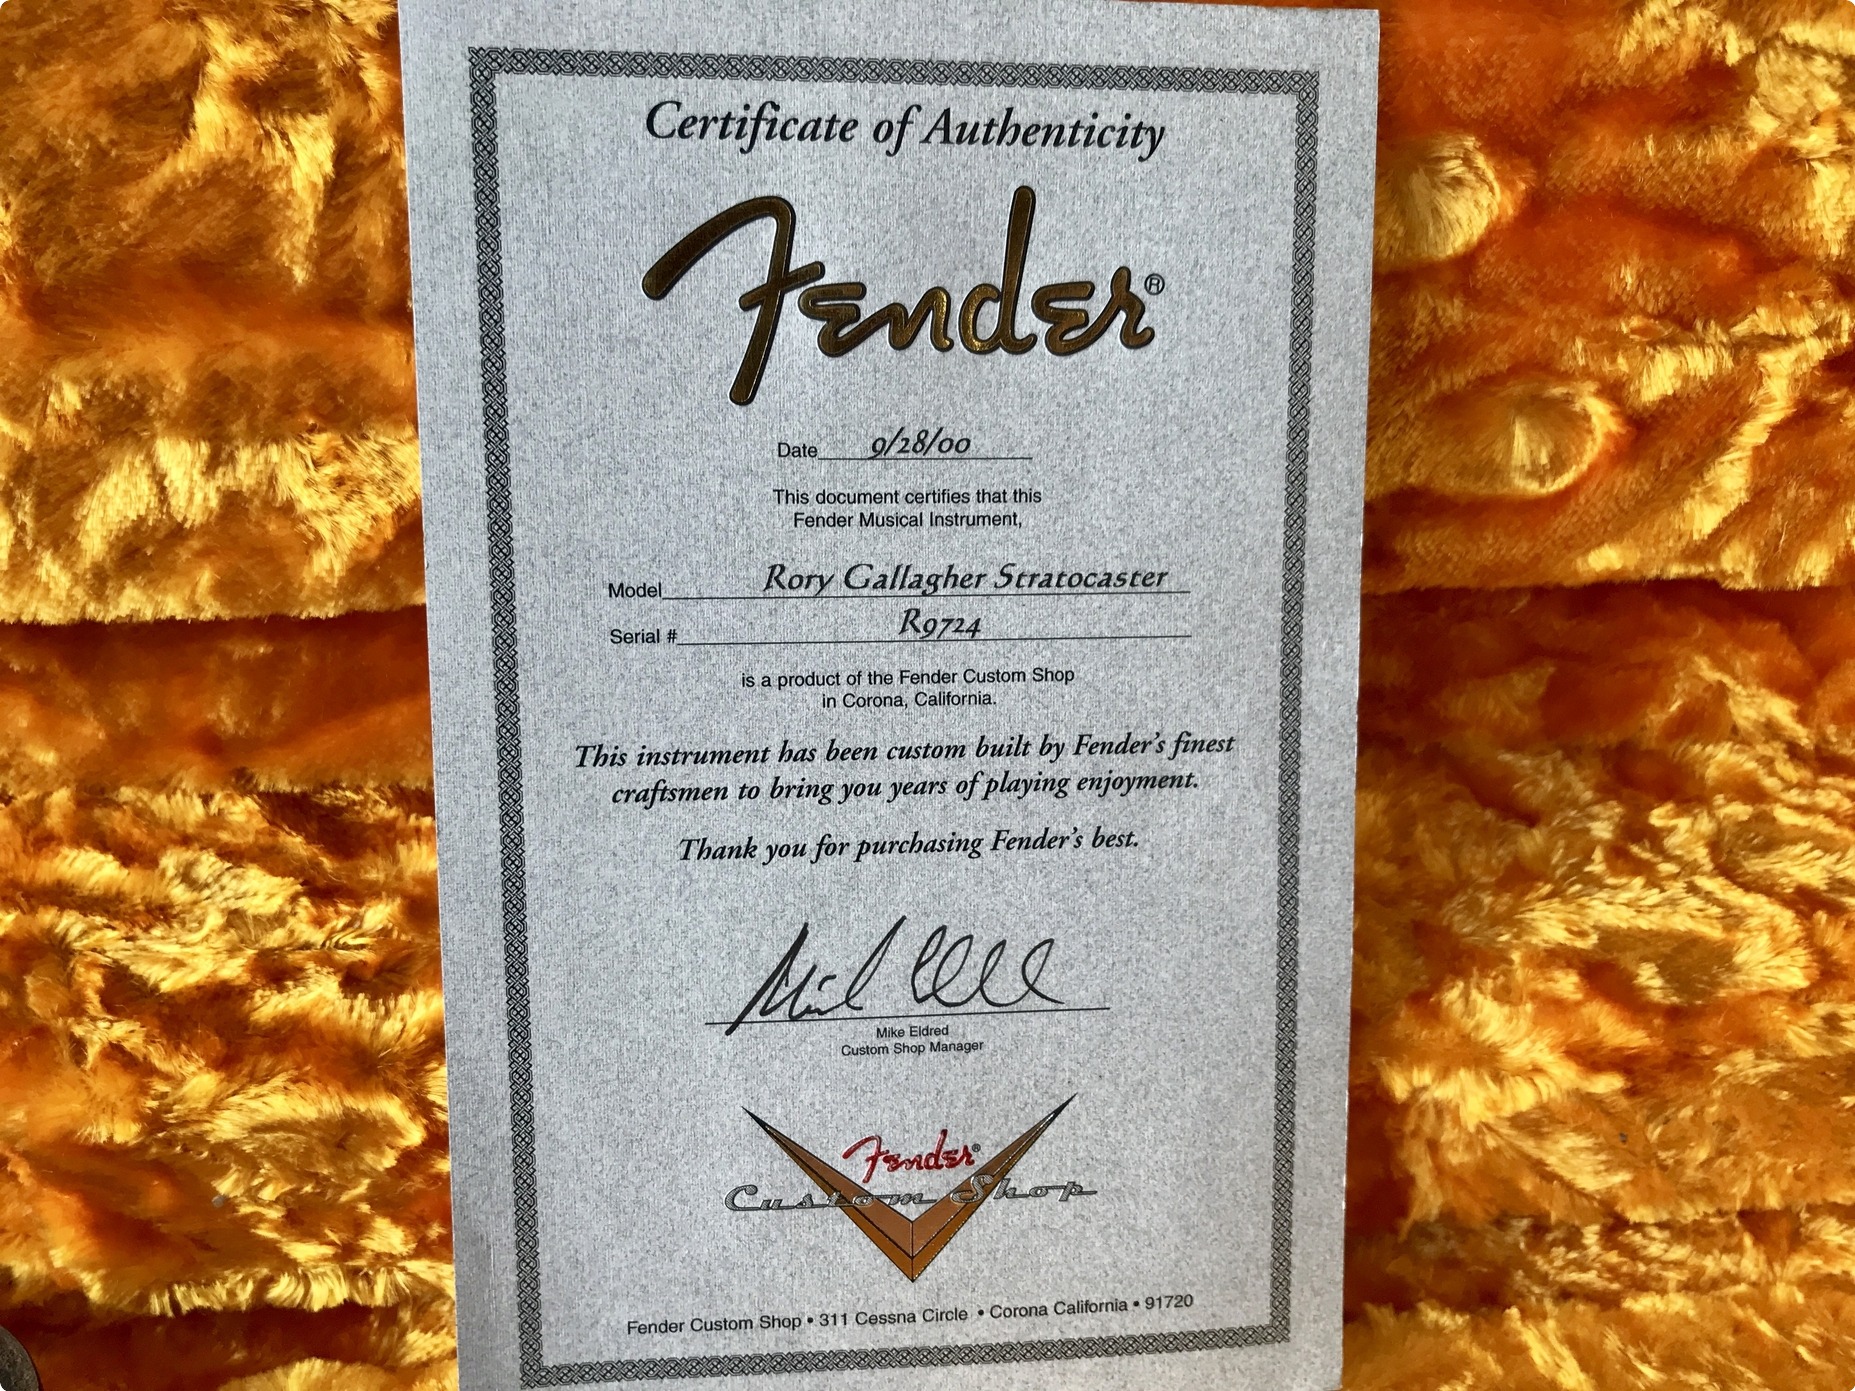 Certificate of Authenticity
Fender®
Date 9/28/00
This document certifies that this
Fender Musical Instrument,
Model Rory Gallagher Stratocaster
Serial # R9724
is a product of the Fender Custom Shop
in Corona, California.
This instrument has been custom built by Fender's finest
craftsmen to bring you years of playing enjoyment.
Thank you for purchasing Fender's best.
Mike Eldred
Custom Shop Manager
Fender®
Custom Shop
Fender Custom Shop • 311 Cessna Circle • Corona California • 91720